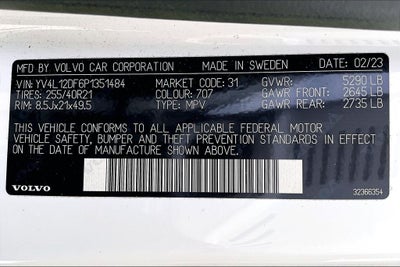 MFD BY VOLVO CAR CORPORATION MADE IN SWEDEN 02/23
VIN: YV4L12DF6P1351484 MARKET CODE: 31 GVWR: 5290 LB
TIRES: 255/40R21 COLOUR: 707 GAWR FRONT: 2645 LB
RIM: 8.5Jx21x49.5 TYPE: MPV GAWR REAR: 2735 LB
THIS VEHICLE CONFORMS TO ALL APPLICABLE FEDERAL MOTOR
VEHICLE SAFETY, BUMPER AND THEFT PREVENTION STANDARDS IN
EFFECT ON THE DATE OF MANUFACTURE SHOWN ABOVE.
VOLVO 32366354